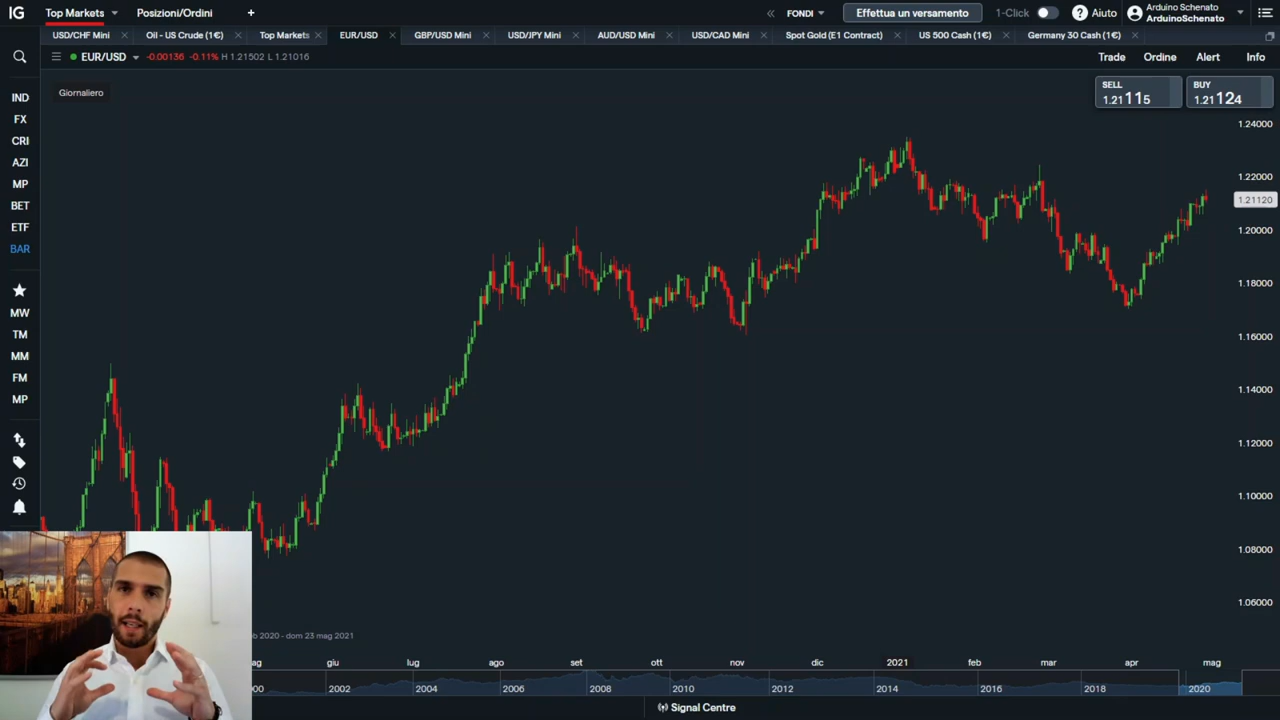 IG Top Markets Posizioni/Ordini + « FONDI Effettua un versamento 1-Click Aiuto Arduino Schenato
ArduinoSchenato
USD/CHF Mini Oil - US Crude (1€) Top Markets EUR/USD GBP/USD Mini USD/JPY Mini AUD/USD Mini USD/CAD Mini Spot Gold (E1 Contract) US 500 Cash (1€) Germany 30 Cash (1€)
EUR/USD -0.00136 -0.11% H 1.21502 L 1.21016 Trade Ordine Alert Info
Giornaliero
SELL BUY
1.21115 1.21124
IND
FX
CRI
AZI
MP
BET
ETF
BAR
MW
TM
MM
FM
MP
1.24000
1.22000
1.21120
1.20000
1.18000
1.16000
1.14000
1.12000
1.10000
1.08000
1.06000
eb 2020 - dom 23 mag 2021
ag giu lug ago set ott nov dic 2021 feb mar apr mag
00 2002 2004 2006 2008 2010 2012 2014 2016 2018 2020
Signal Centre